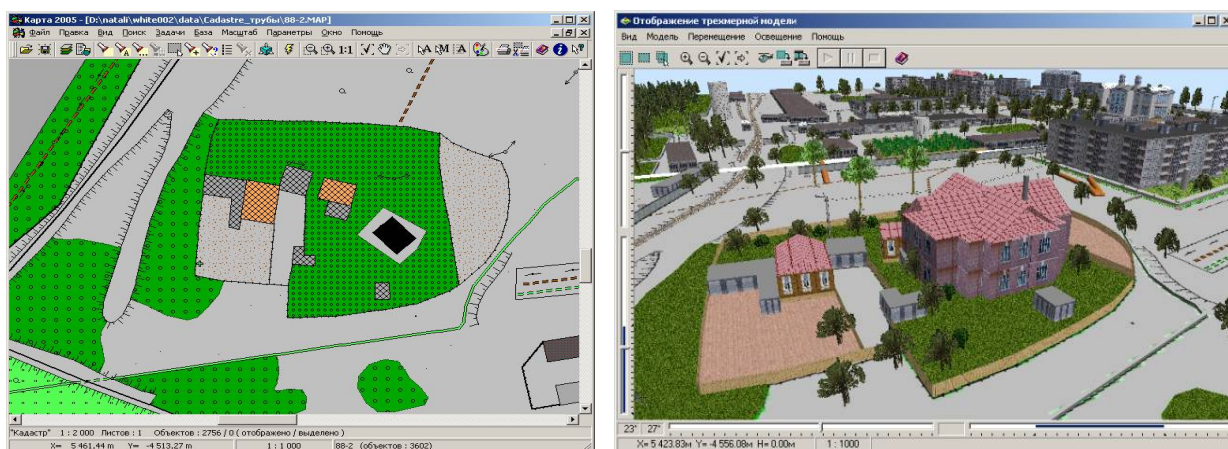 Карта 2005 - [D:\natali\white002\data\Cadastre_трубы\88-2.MAP]
Файл Правка Вид Поиск Задачи База Масштаб Параметры Окно Помощь
1:1
"Кадастр" 1 : 2 000 Листов : 1 Объектов : 2756 / 0 ( отображено / выделено )
X= 5 461.44 m Y= -4 513.27 m 1 : 1 000 88-2 (объектов : 3602)
Отображение трехмерной модели
Вид Модель Перемещение Освещение Помощь
23° 27°
X= 5 423.83м Y= -4 556.08м H= 0.00м 1 : 1000